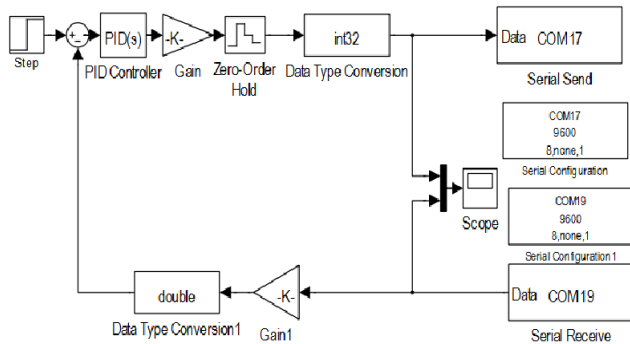 Step
PID(s)
PID Controller
-K-
Gain
Zero-Order
Hold
int32
Data Type Conversion
Data COM17
Serial Send
COM17
9600
8,none,1
Serial Configuration
Scope
COM19
9600
8,none,1
Serial Configuration1
double
Data Type Conversion1
-K-
Gain1
Data COM19
Serial Receive